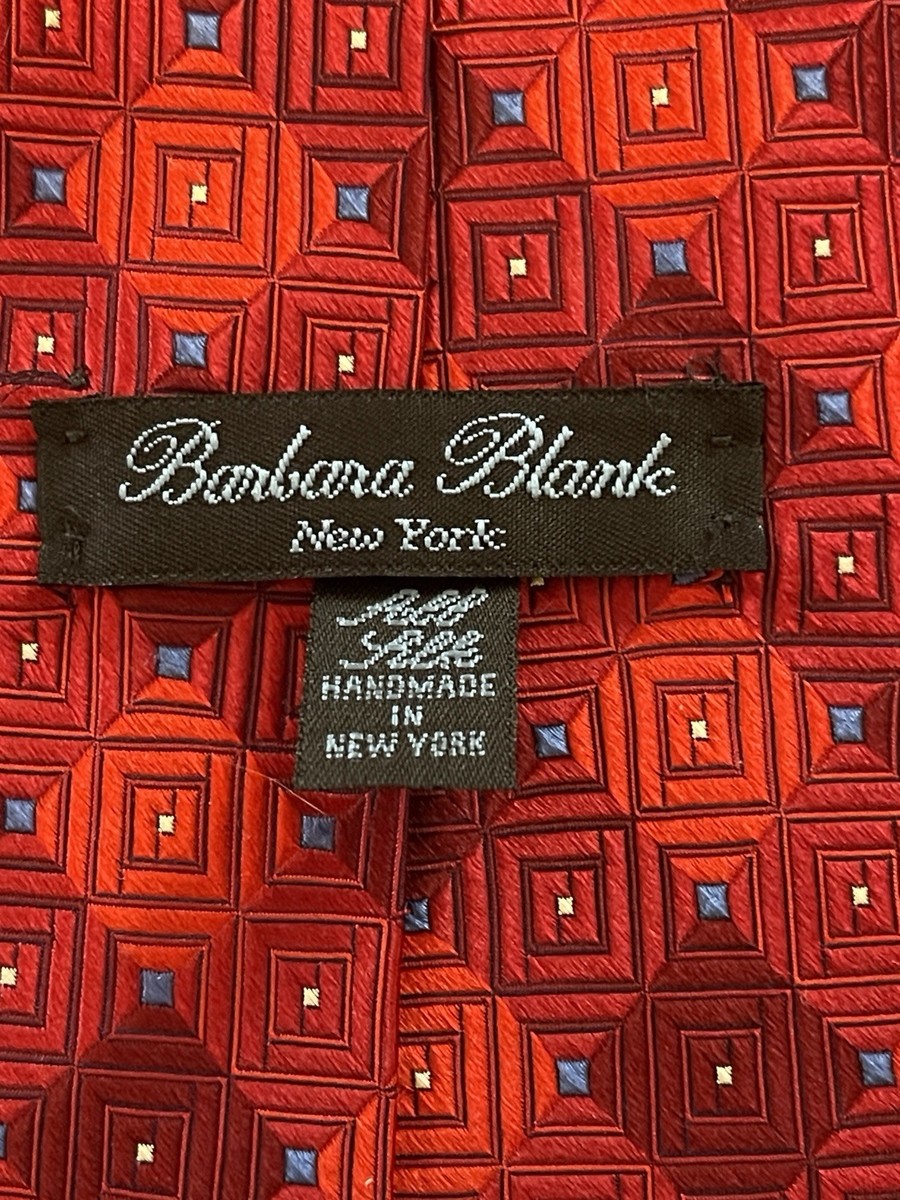 Barbara Blank
New York
All
Silk
HANDMADE
IN
NEW YORK